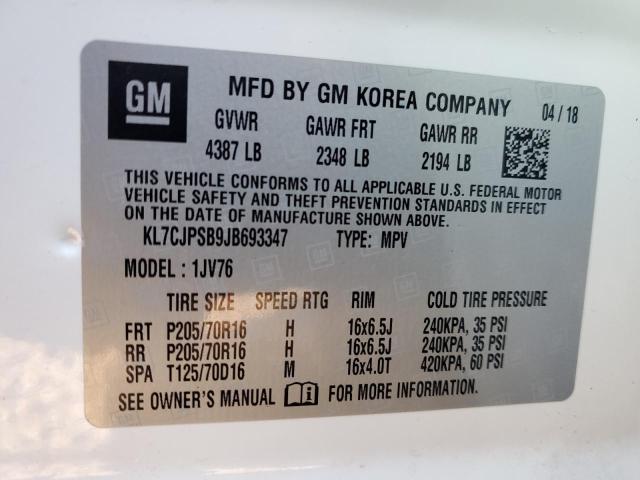 GM
MFD BY GM KOREA COMPANY 04 / 18
GVWR GAWR FRT GAWR RR
4387 LB 2348 LB 2194 LB
THIS VEHICLE CONFORMS TO ALL APPLICABLE U.S. FEDERAL MOTOR
VEHICLE SAFETY AND THEFT PREVENTION STANDARDS IN EFFECT
ON THE DATE OF MANUFACTURE SHOWN ABOVE.
KL7CJPSB9JB693347 TYPE: MPV
MODEL : 1JV76
TIRE SIZE SPEED RTG RIM COLD TIRE PRESSURE
FRT P205/70R16 H 16x6.5J 240KPA, 35 PSI
RR P205/70R16 H 16x6.5J 240KPA, 35 PSI
SPA T125/70D16 M 16x4.0T 420KPA, 60 PSI
SEE OWNER'S MANUAL FOR MORE INFORMATION.